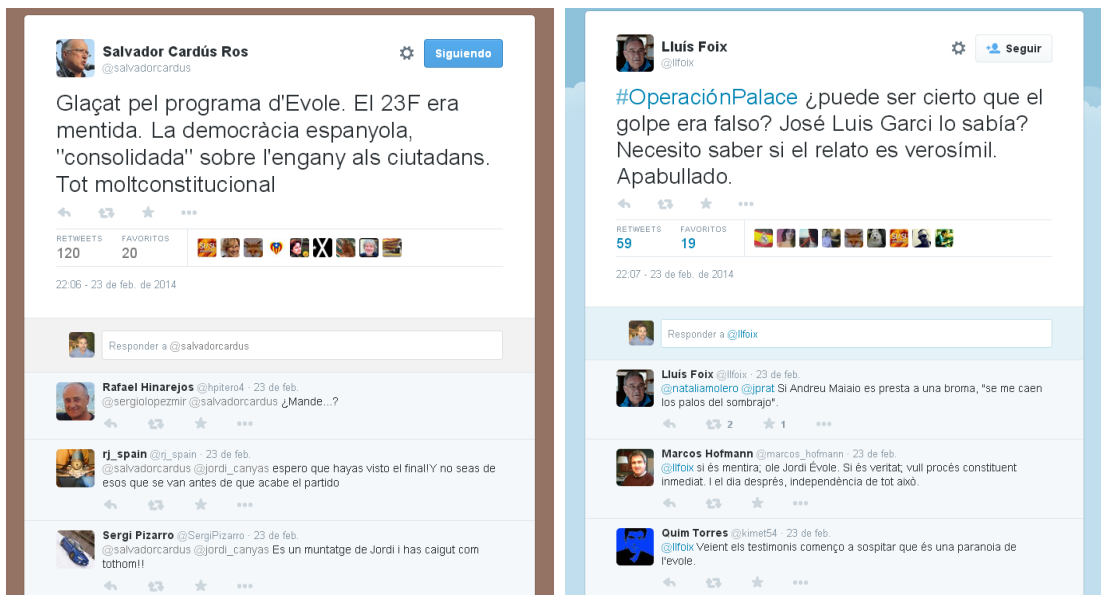 Salvador Cardús Ros
@salvadorcardus
Siguiendo
Glaçat pel programa d'Evole. El 23F era
mentida. La democràcia espanyola,
"consolidada" sobre l'engany als ciutadans.
Tot moltconstitucional
RETWEETS FAVORITOS
120 20
22:06 - 23 de feb. de 2014
Responder a @salvadorcardus
Rafael Hinarejos @hpitero4 · 23 de feb.
@sergiolopezmir @salvadorcardus ¿Mande...?
rj_spain @rj_spain · 23 de feb.
@salvadorcardus @jordi_canyas espero que hayas visto el final!Y no seas de
esos que se van antes de que acabe el partido
Sergi Pizarro @SergiPizarro · 23 de feb.
@salvadorcardus @jordi_canyas Es un muntatge de Jordi i has caigut com
tothom!!
Lluís Foix
@llfoix
Seguir
#OperaciónPalace ¿puede ser cierto que el
golpe era falso? José Luis Garci lo sabía?
Necesito saber si el relato es verosímil.
Apabullado.
RETWEETS FAVORITOS
59 19
22:07 - 23 de feb. de 2014
Responder a @llfoix
Lluís Foix @llfoix · 23 de feb.
@nataliamolero @jprat Si Andreu Maiaio es presta a una broma, "se me caen
los palos del sombrajo".
2 1
Marcos Hofmann @marcos_hofmann · 23 de feb.
@llfoix si és mentira; ole Jordi Évole. Si és veritat; vull procés constituent
inmediat. I el dia després, independència de tot això.
Quim Torres @kimet54 · 23 de feb.
@llfoix Veient els testimonis començo a sospitar que és una paranoia de
l'evole.